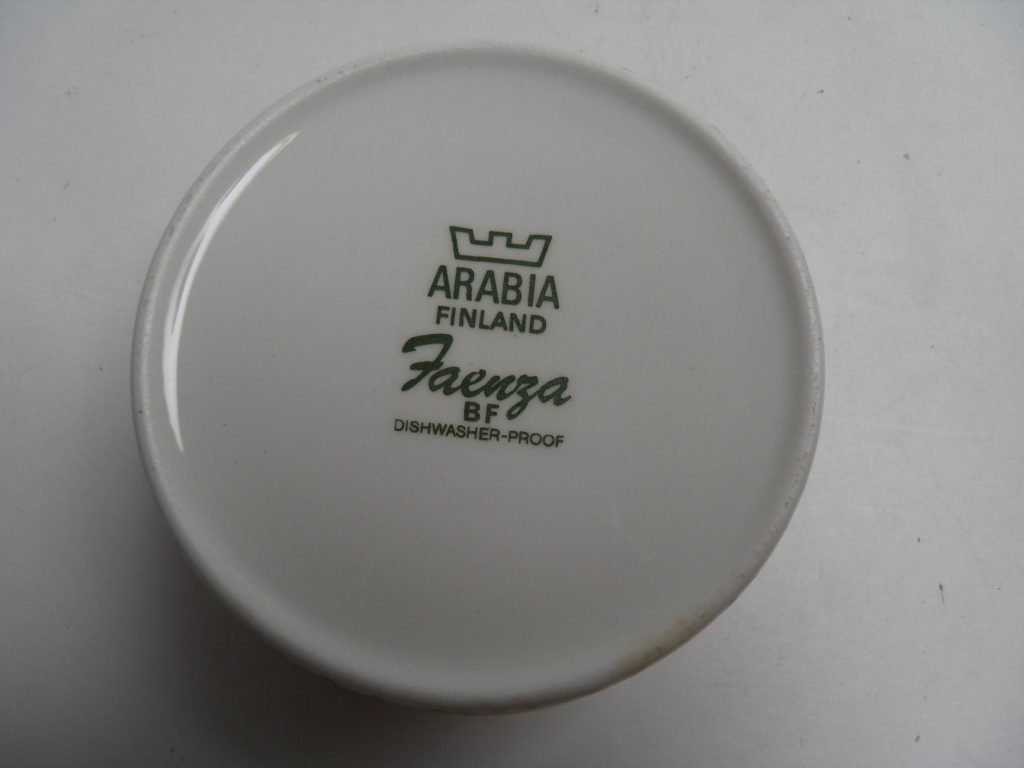 ARABIA
FINLAND
Faenza
BF
DISHWASHER-PROOF